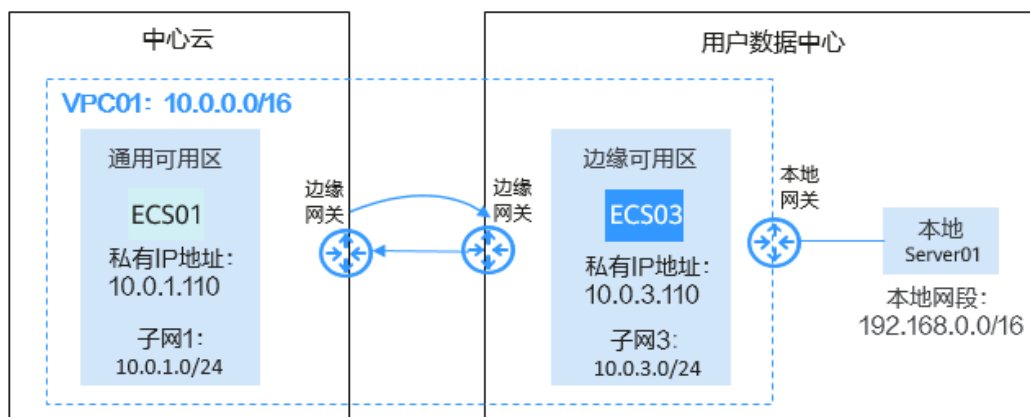 中心云
用户数据中心
VPC01: 10.0.0.0/16
通用可用区
ECS01
私有IP地址:
10.0.1.110
子网1:
10.0.1.0/24
边缘
网关
边缘
网关
边缘可用区
ECS03
私有IP地址:
10.0.3.110
子网3:
10.0.3.0/24
本地
网关
本地
Server01
本地网段:
192.168.0.0/16